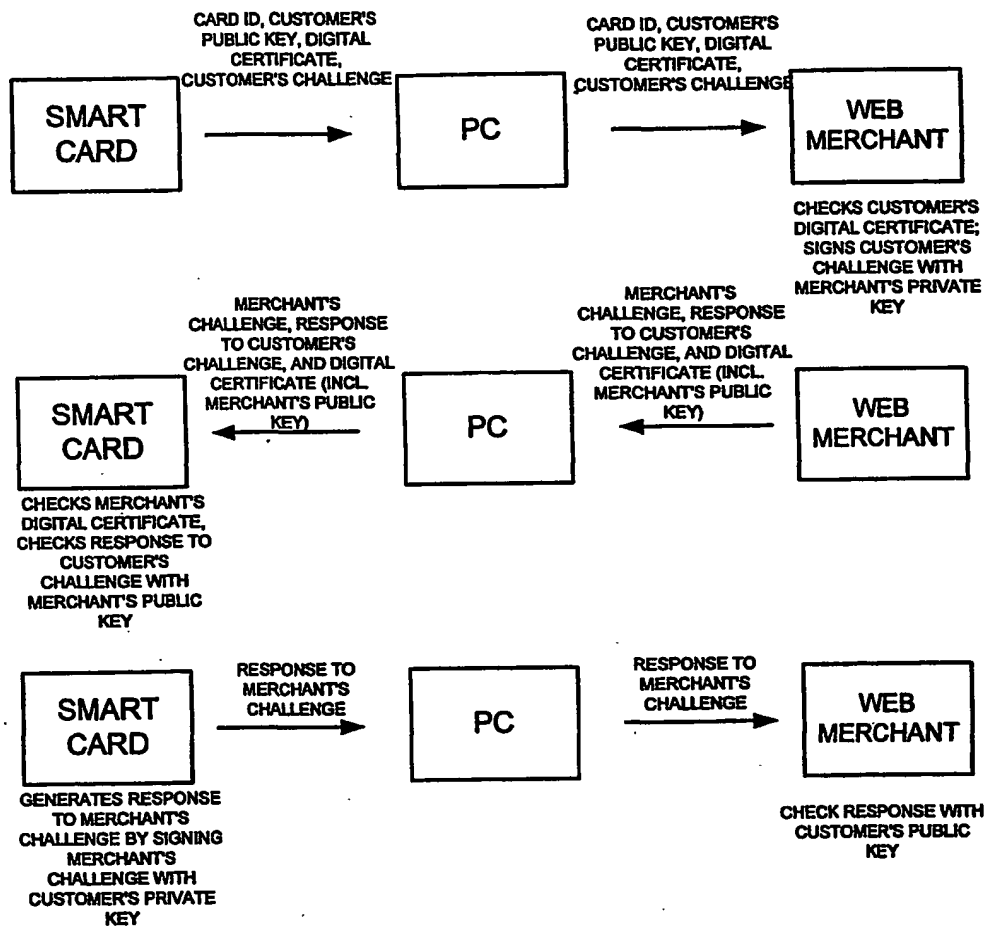 CARD ID, CUSTOMER'S
PUBLIC KEY, DIGITAL
CERTIFICATE,
CUSTOMER'S CHALLENGE
CARD ID, CUSTOMER'S
PUBLIC KEY, DIGITAL
CERTIFICATE,
CUSTOMER'S CHALLENGE
SMART
CARD
PC
WEB
MERCHANT
CHECKS CUSTOMER'S
DIGITAL CERTIFICATE;
SIGNS CUSTOMER'S
CHALLENGE WITH
MERCHANT'S PRIVATE
KEY
MERCHANT'S
CHALLENGE, RESPONSE
TO CUSTOMER'S
CHALLENGE, AND DIGITAL
CERTIFICATE (INCL.
MERCHANT'S PUBLIC
KEY)
MERCHANT'S
CHALLENGE, RESPONSE
TO CUSTOMER'S
CHALLENGE, AND DIGITAL
CERTIFICATE (INCL.
MERCHANT'S PUBLIC
KEY)
SMART
CARD
PC
WEB
MERCHANT
CHECKS MERCHANT'S
DIGITAL CERTIFICATE,
CHECKS RESPONSE TO
CUSTOMER'S
CHALLENGE WITH
MERCHANT'S PUBLIC
KEY
RESPONSE TO
MERCHANT'S
CHALLENGE
RESPONSE TO
MERCHANT'S
CHALLENGE
SMART
CARD
PC
WEB
MERCHANT
GENERATES RESPONSE
TO MERCHANT'S
CHALLENGE BY SIGNING
MERCHANT'S
CHALLENGE WITH
CUSTOMER'S PRIVATE
KEY
CHECK RESPONSE WITH
CUSTOMER'S PUBLIC
KEY